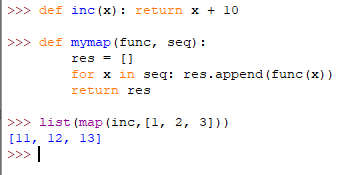 >>> def inc(x): return x + 10
>>> def mymap(func, seq):
        res = []
        for x in seq: res.append(func(x))
        return res
>>> list(map(inc,[1, 2, 3]))
[11, 12, 13]
>>>